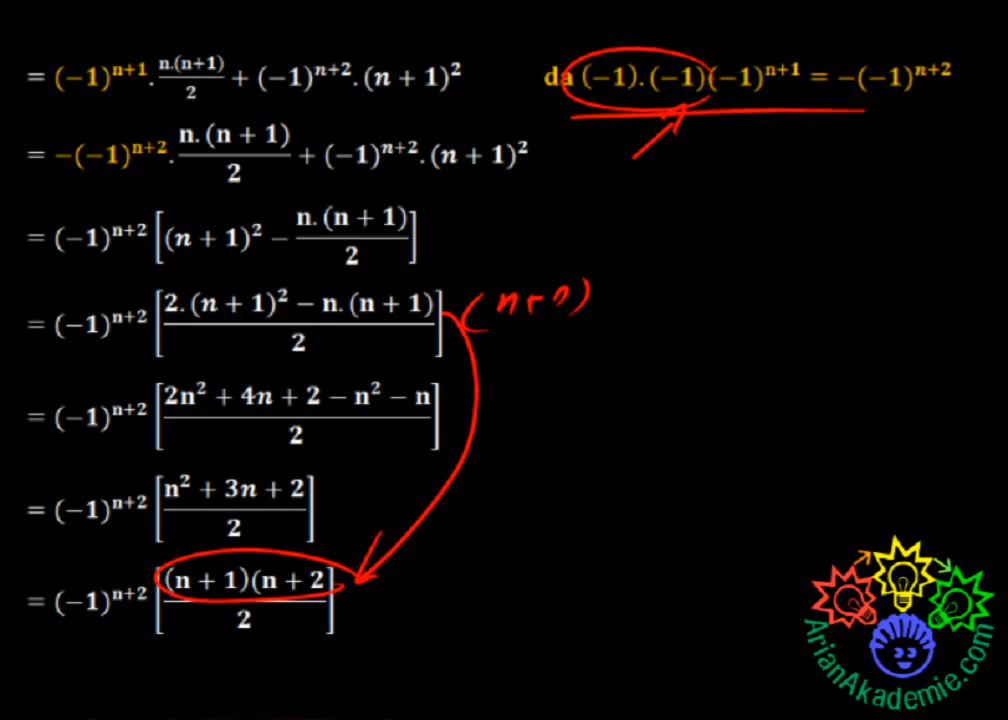 = (−1)ⁿ⁺¹ . n.(n+1)/2 + (−1)ⁿ⁺² . (n + 1)²
da (−1). (−1)(−1)ⁿ⁺¹ = −(−1)ⁿ⁺²
= −(−1)ⁿ⁺² . n. (n + 1)/2 + (−1)ⁿ⁺² . (n + 1)²
= (−1)ⁿ⁺² [(n + 1)² − n. (n + 1)/2]
= (−1)ⁿ⁺² [2. (n + 1)² − n. (n + 1)/2]
(n+1)
= (−1)ⁿ⁺² [2n² + 4n + 2 − n² − n/2]
= (−1)ⁿ⁺² [n² + 3n + 2/2]
= (−1)ⁿ⁺² [(n + 1)(n + 2/2]
ArianAkademie.com